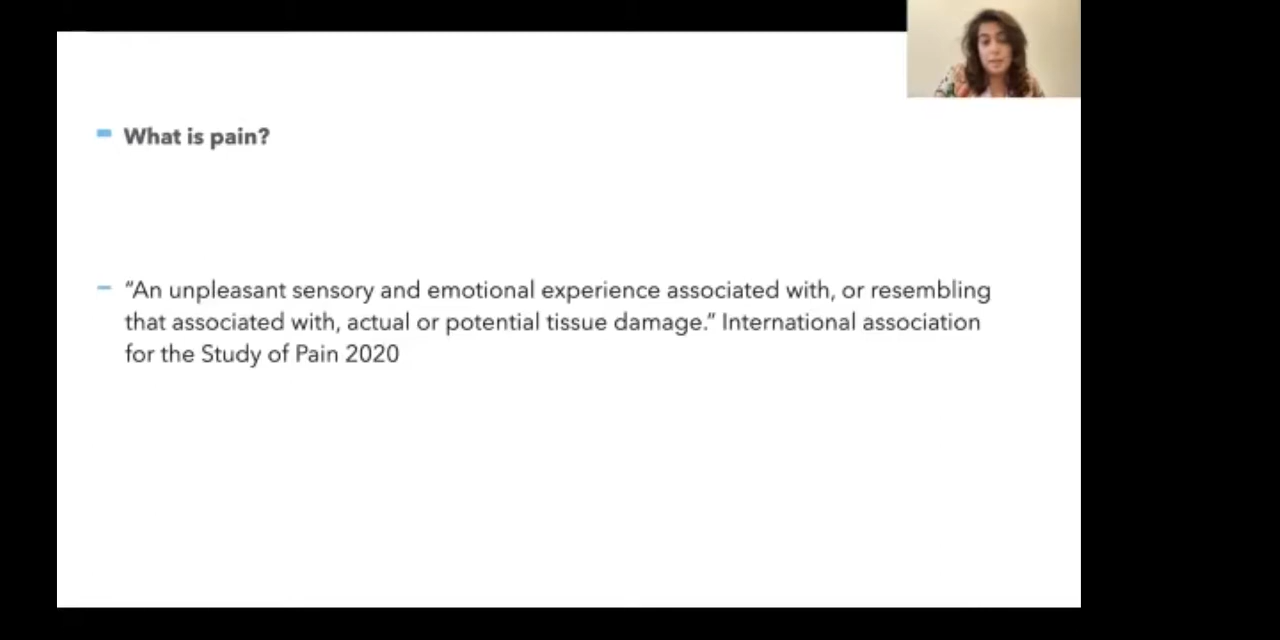 What is pain?
“An unpleasant sensory and emotional experience associated with, or resembling
that associated with, actual or potential tissue damage.” International association
for the Study of Pain 2020